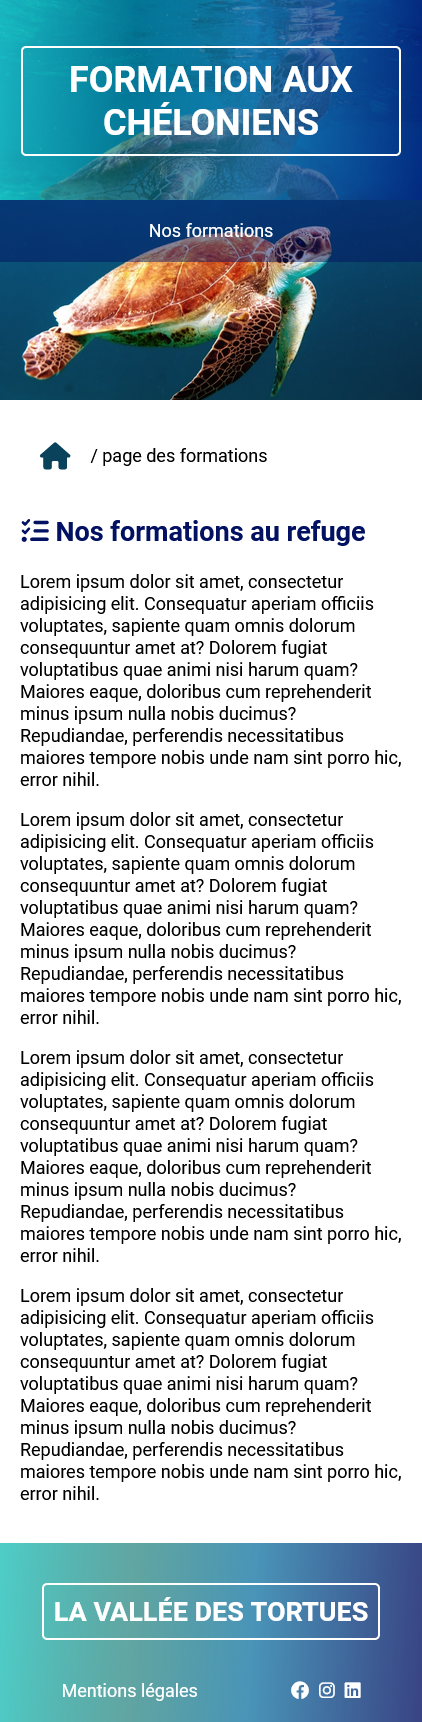 FORMATION AUX
CHÉLONIENS
Nos formations
/ page des formations
Nos formations au refuge
Lorem ipsum dolor sit amet, consectetur
adipisicing elit. Consequatur aperiam officiis
voluptates, sapiente quam omnis dolorum
consequuntur amet at? Dolorem fugiat
voluptatibus quae animi nisi harum quam?
Maiores eaque, doloribus cum reprehenderit
minus ipsum nulla nobis ducimus?
Repudiandae, perferendis necessitatibus
maiores tempore nobis unde nam sint porro hic,
error nihil.
Lorem ipsum dolor sit amet, consectetur
adipisicing elit. Consequatur aperiam officiis
voluptates, sapiente quam omnis dolorum
consequuntur amet at? Dolorem fugiat
voluptatibus quae animi nisi harum quam?
Maiores eaque, doloribus cum reprehenderit
minus ipsum nulla nobis ducimus?
Repudiandae, perferendis necessitatibus
maiores tempore nobis unde nam sint porro hic,
error nihil.
Lorem ipsum dolor sit amet, consectetur
adipisicing elit. Consequatur aperiam officiis
voluptates, sapiente quam omnis dolorum
consequuntur amet at? Dolorem fugiat
voluptatibus quae animi nisi harum quam?
Maiores eaque, doloribus cum reprehenderit
minus ipsum nulla nobis ducimus?
Repudiandae, perferendis necessitatibus
maiores tempore nobis unde nam sint porro hic,
error nihil.
Lorem ipsum dolor sit amet, consectetur
adipisicing elit. Consequatur aperiam officiis
voluptates, sapiente quam omnis dolorum
consequuntur amet at? Dolorem fugiat
voluptatibus quae animi nisi harum quam?
Maiores eaque, doloribus cum reprehenderit
minus ipsum nulla nobis ducimus?
Repudiandae, perferendis necessitatibus
maiores tempore nobis unde nam sint porro hic,
error nihil.
LA VALLÉE DES TORTUES
Mentions légales